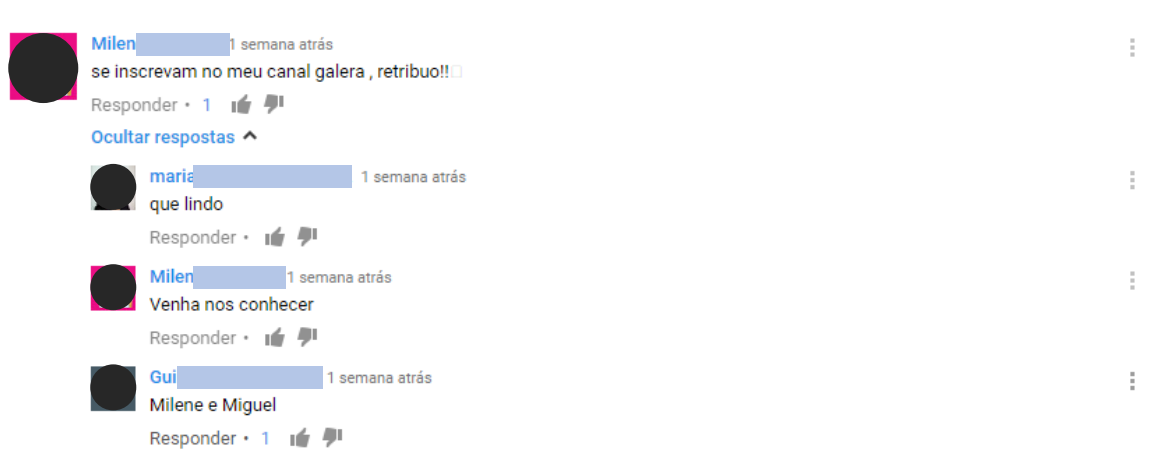 Milen 1 semana atrás
se inscrevam no meu canal galera , retribuo!!
Responder • 1
Ocultar respostas
maria 1 semana atrás
que lindo
Responder •
Milen 1 semana atrás
Venha nos conhecer
Responder •
Gui 1 semana atrás
Milene e Miguel
Responder • 1